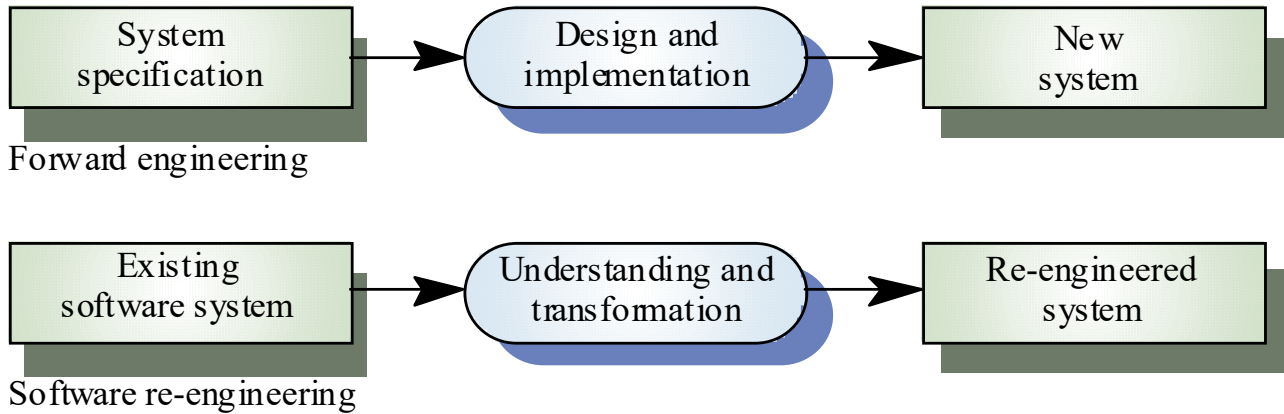 System
specification
Design and
implementation
New
system
Forward engineering
Existing
software system
Understanding and
transformation
Re-engineered
system
Software re-engineering